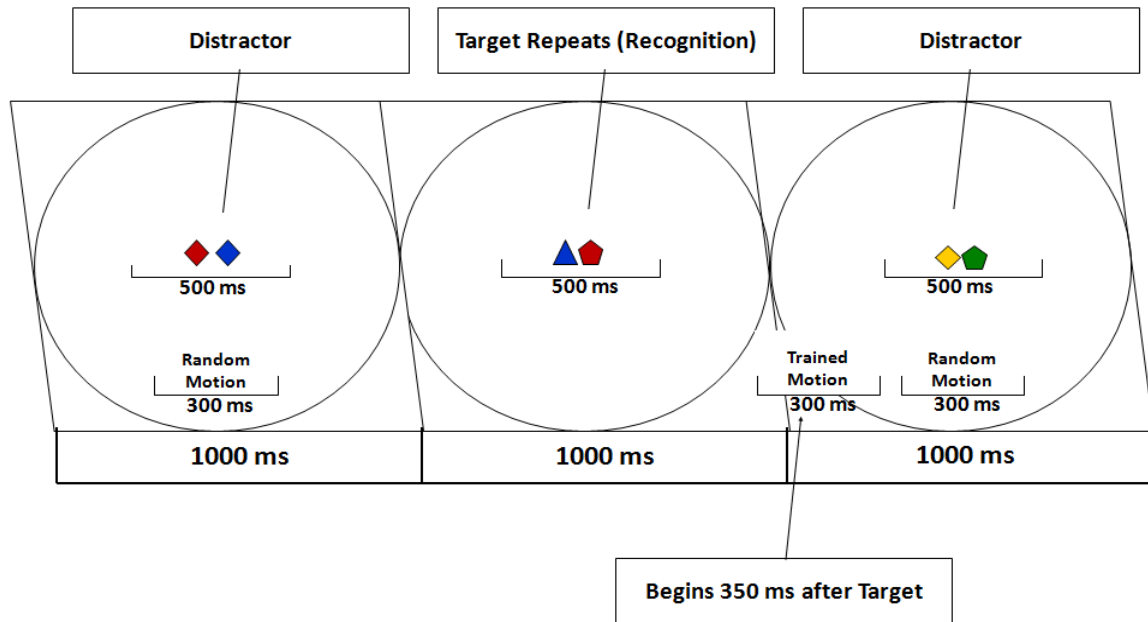 Distractor
Target Repeats (Recognition)
Distractor
500 ms
500 ms
500 ms
Random
Motion
300 ms
Trained
Motion
300 ms
Random
Motion
300 ms
1000 ms
1000 ms
1000 ms
Begins 350 ms after Target